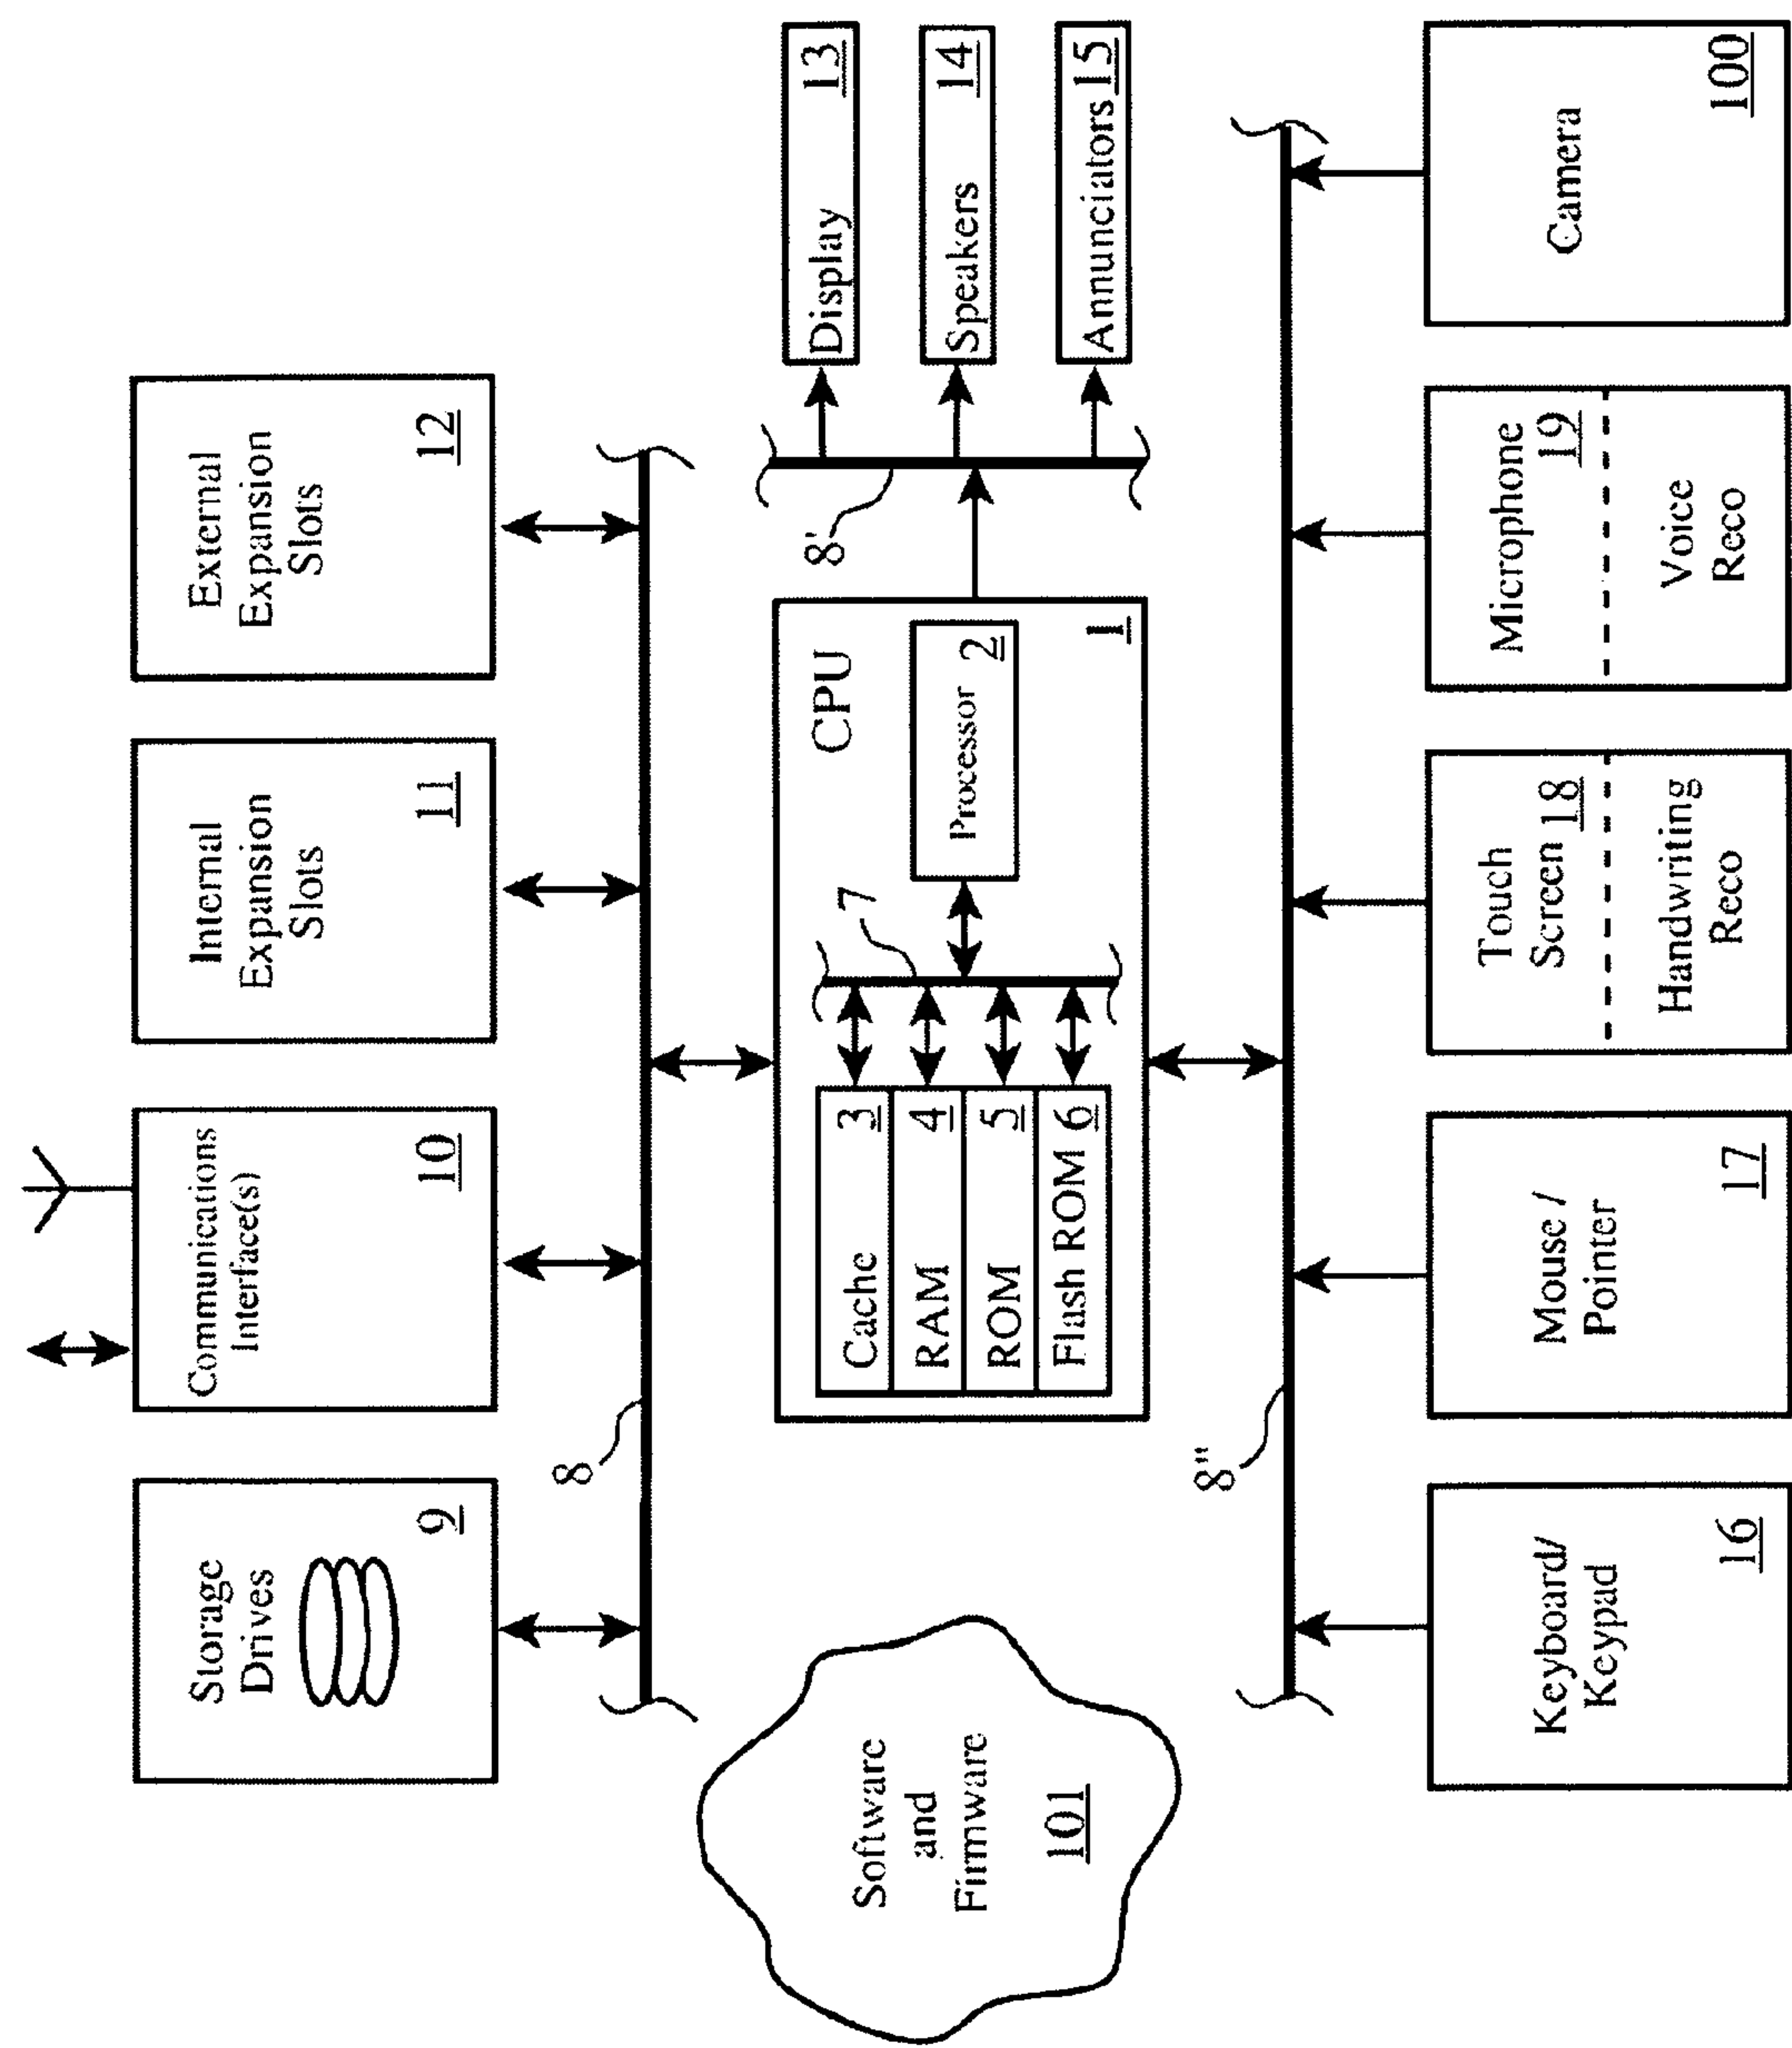 Storage
Drives
9
Communications
Interface(s)
10
Internal
Expansion
Slots
11
External
Expansion
Slots
12
8
CPU
Cache 3
RAM 4
ROM 5
Flash ROM 6
7
Processor 2
1
8'
Display 13
Speakers 14
Annunciators 15
Software
and
Firmware
101
8"
Keyboard/
Keypad
16
Mouse /
Pointer
17
Touch
Screen 18
Handwriting
Reco
Microphone
19
Voice
Reco
Camera
100